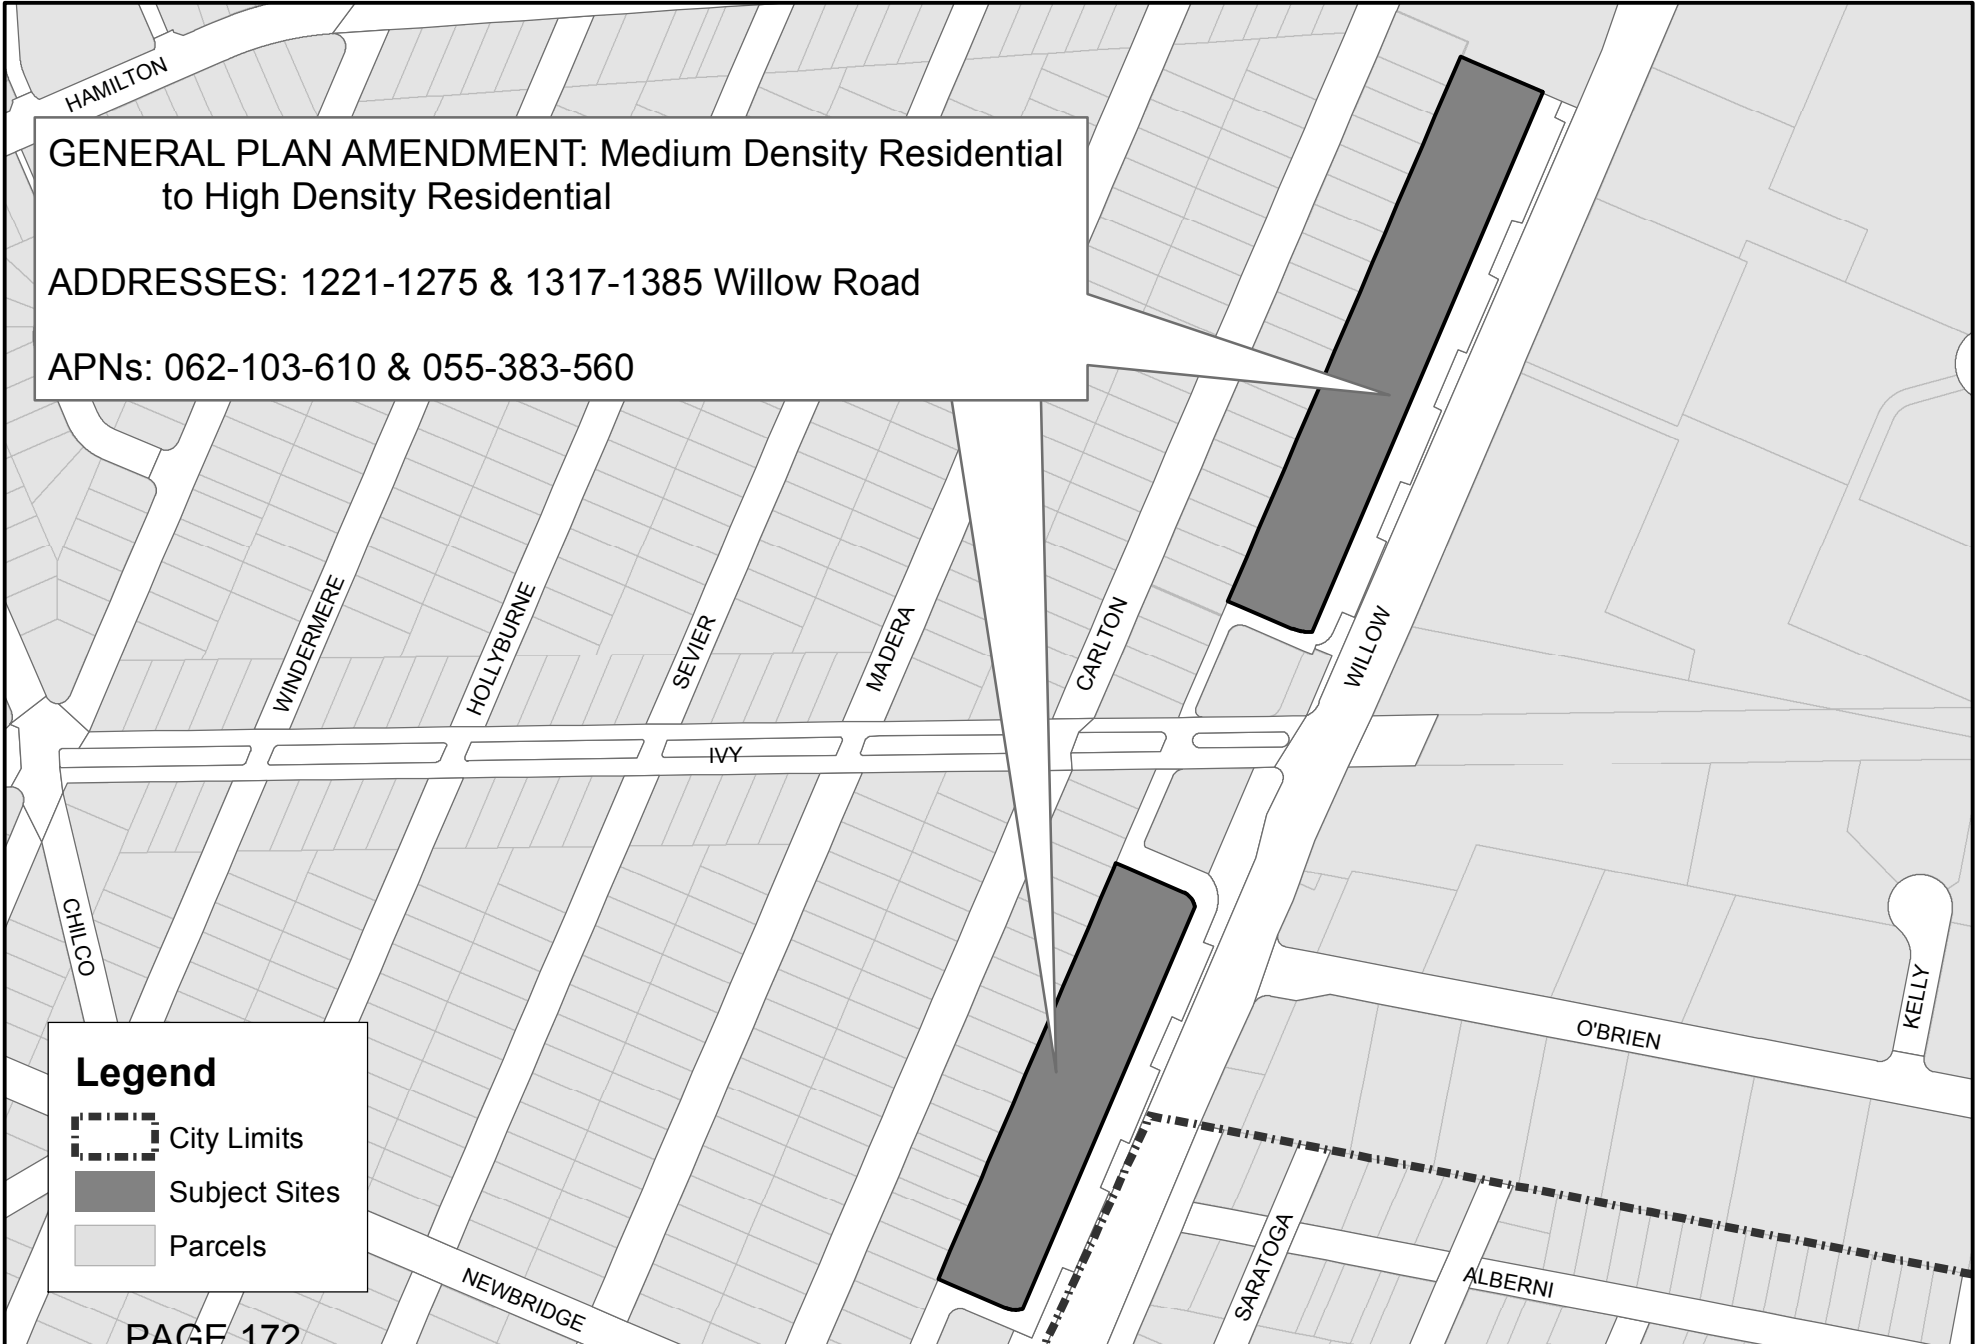 HAMILTON
GENERAL PLAN AMENDMENT: Medium Density Residential
to High Density Residential
ADDRESSES: 1221-1275 & 1317-1385 Willow Road
APNs: 062-103-610 & 055-383-560
WINDERMERE
HOLLYBURNE
SEVIER
MADERA
CARLTON
WILLOW
IVY
CHILCO
KELLY
O'BRIEN
Legend
City Limits
Subject Sites
Parcels
SARATOGA
ALBERNI
NEWBRIDGE
PAGE 172